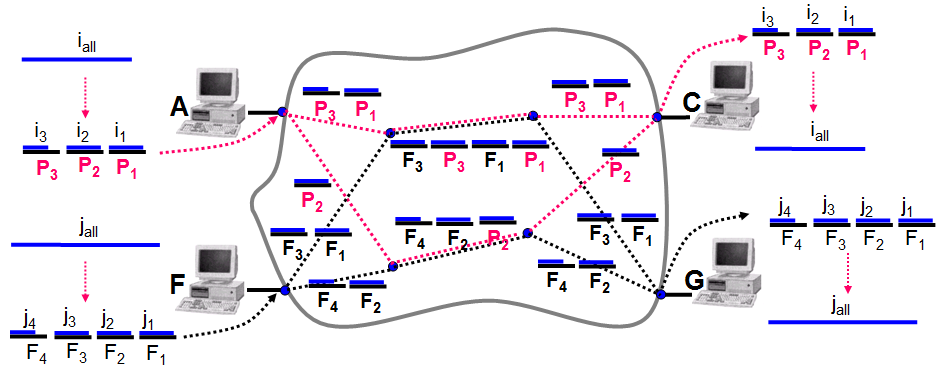 i_all
i₃ i₂ i₁
P₃ P₂ P₁
A
P₃ P₁
P₃ P₁
i₃ i₂ i₁
P₃ P₂ P₁
C
i_all
F₃ P₃ F₁ P₁
P₂
P₂
j_all
F
F₃ F₁
F₄ F₂ P₂
F₃ F₁
F₄ F₂
F₄ F₂
G
j₄ j₃ j₂ j₁
F₄ F₃ F₂ F₁
j₄ j₃ j₂ j₁
F₄ F₃ F₂ F₁
j_all